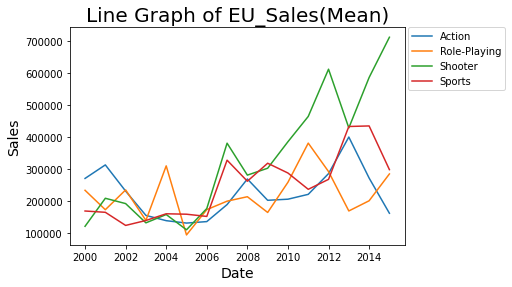 Line Graph of EU_Sales(Mean)
Action
Role-Playing
Shooter
Sports
Sales
700000
600000
500000
400000
300000
200000
100000
2000 2002 2004 2006 2008 2010 2012 2014
Date